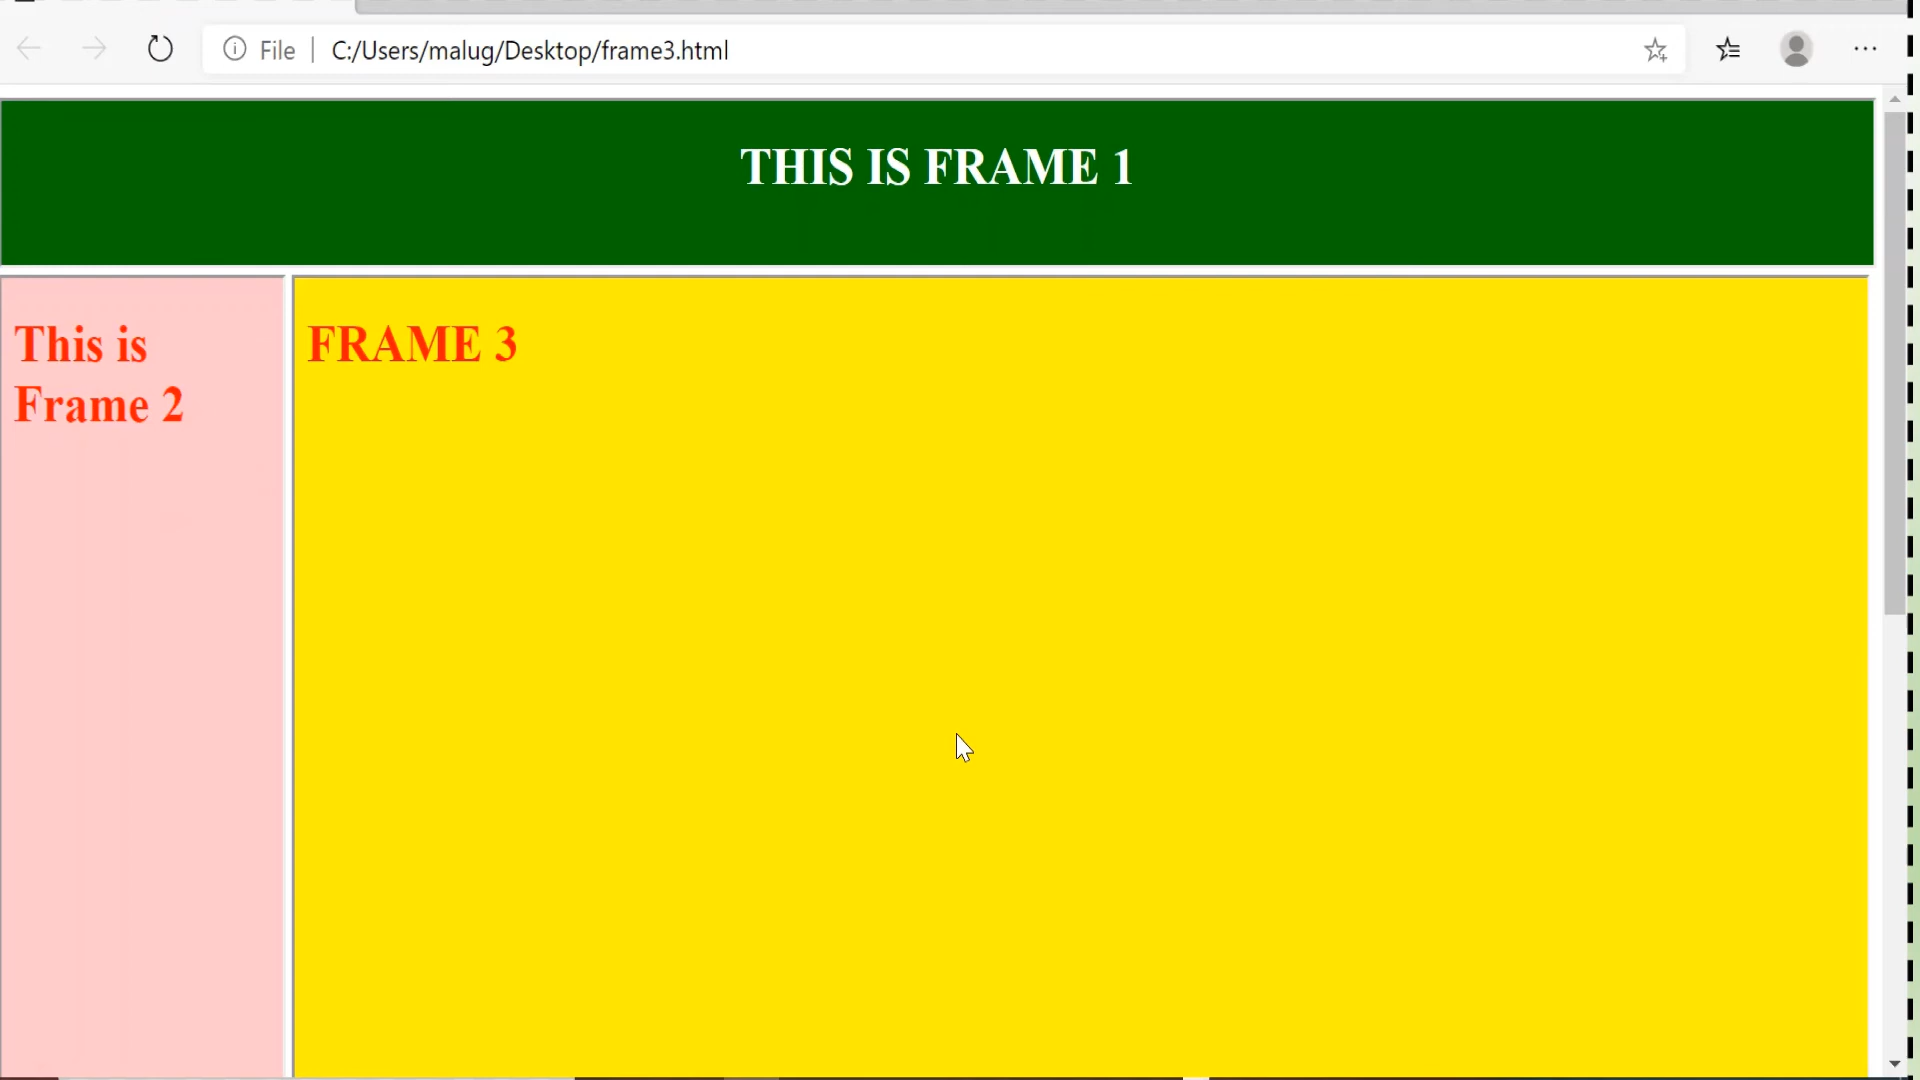 File | C:/Users/malug/Desktop/frame3.html
THIS IS FRAME 1
This is
Frame 2
FRAME 3